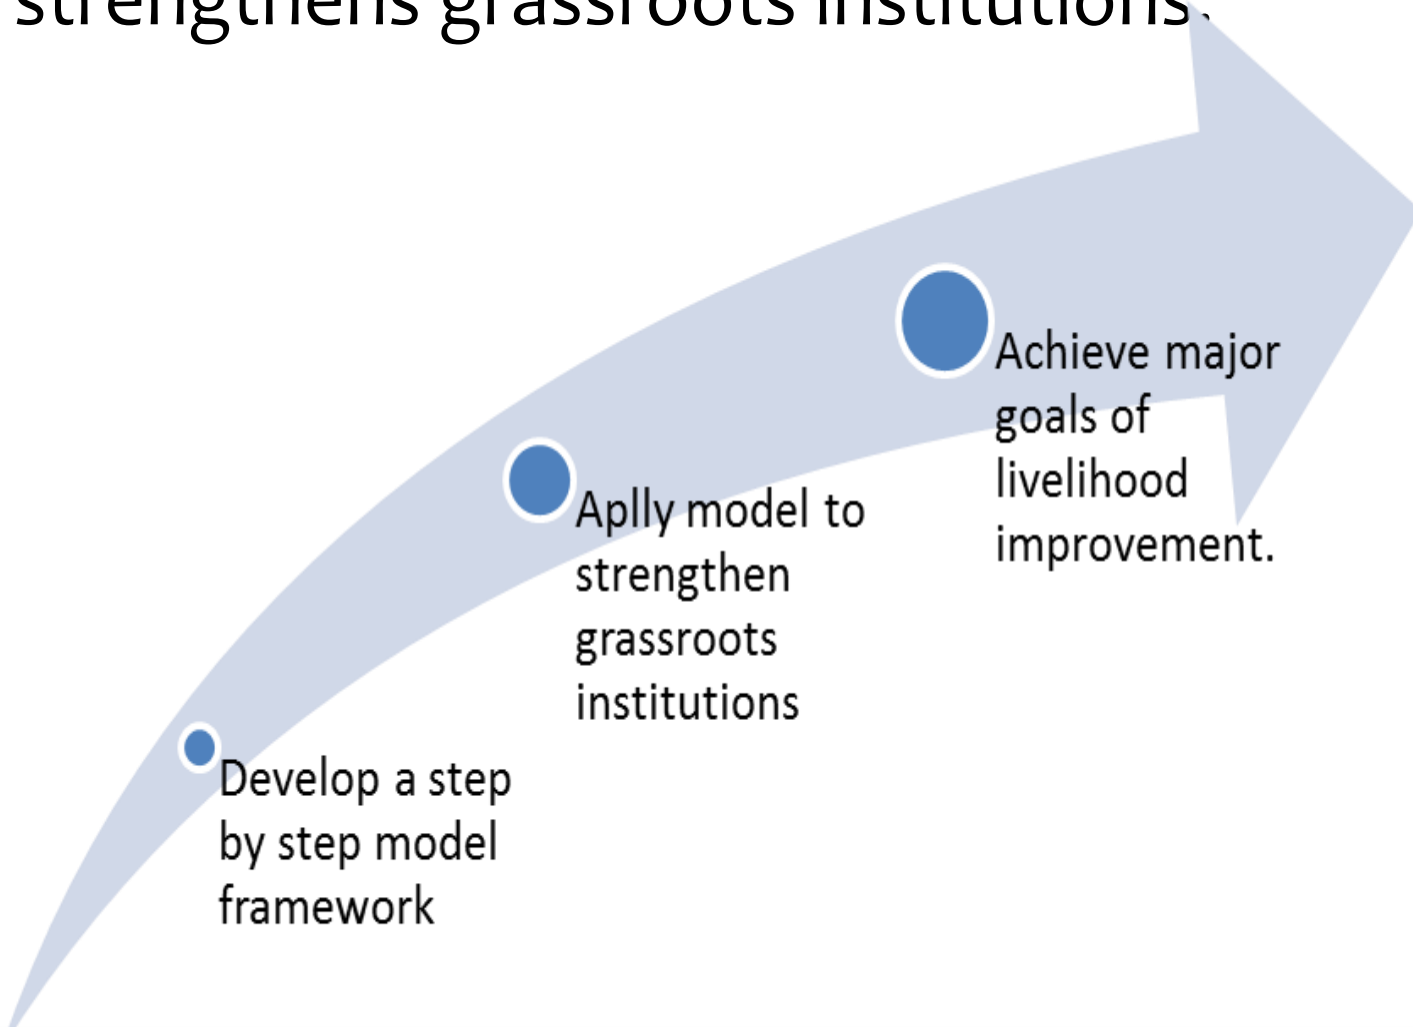 strengthens grassroots institutions.
Achieve major
goals of
livelihood
improvement.
Aplly model to
strengthen
grassroots
institutions
Develop a step
by step model
framework